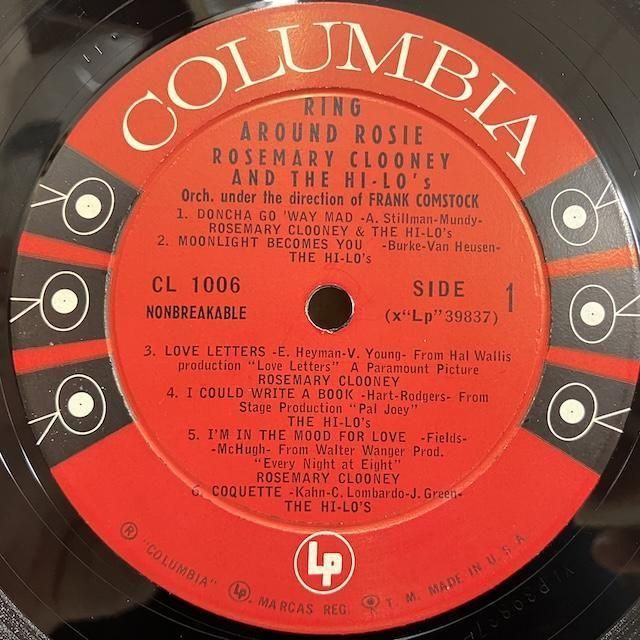 COLUMBIA
RING
AROUND ROSIE
ROSEMARY CLOONEY
AND THE HI-LO's
Orch. under the direction of FRANK COMSTOCK
1. DONCHA GO 'WAY MAD -A. Stillman-Mundy-
ROSEMARY CLOONEY & THE HI-LO's
2. MOONLIGHT BECOMES YOU -Burke-Van Heusen-
THE HI-LO's
CL 1006
NONBREAKABLE
SIDE 1
(x"Lp" 39837)
3. LOVE LETTERS -E. Heyman-V. Young- From Hal Wallis
production "Love Letters" A Paramount Picture
ROSEMARY CLOONEY
4. I COULD WRITE A BOOK -Hart-Rodgers- From
Stage Production "Pal Joey"
THE HI-LO's
5. I'M IN THE MOOD FOR LOVE -Fields-
-McHugh- From Walter Wanger Prod.
"Every Night at Eight"
ROSEMARY CLOONEY
6. COQUETTE -Kahn-C. Lombardo-J. Green-
THE HI-LO'S
Lp
® "COLUMBIA" Lp. MARCAS REG. T. M. MADE IN U.S.A.